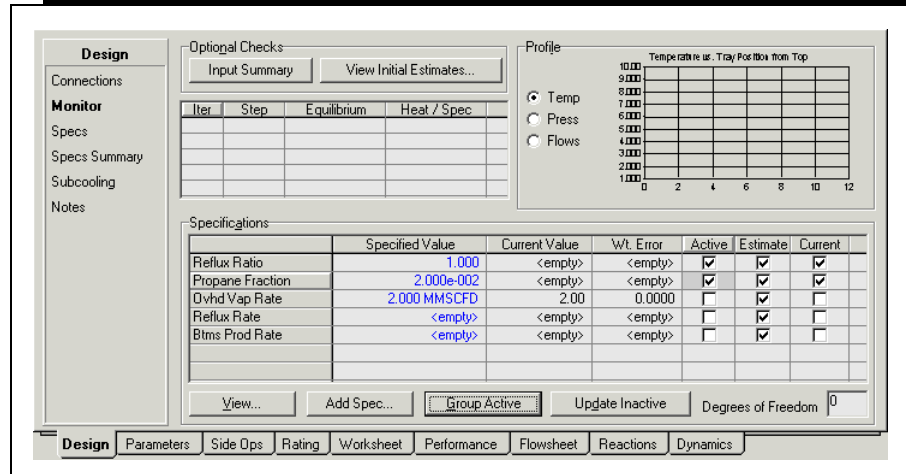 Design
Connections
Monitor
Specs
Specs Summary
Subcooling
Notes
Optional Checks
Input Summary View Initial Estimates...
Iter Step Equilibrium Heat / Spec
Profile
Temp
Press
Flows
Temperature vs. Tray Position from Top
10.00
9.000
8.000
7.000
6.000
5.000
4.000
3.000
2.000
1.000
0 2 4 6 8 10 12
Specifications
Specified Value Current Value Wt. Error Active Estimate Current
Reflux Ratio 1.000 <empty> <empty>
Propane Fraction 2.000e-002 <empty> <empty>
Ovhd Vap Rate 2.000 MMSCFD 2.00 0.0000
Reflux Rate <empty> <empty> <empty>
Btms Prod Rate <empty> <empty> <empty>
View... Add Spec... Group Active Update Inactive Degrees of Freedom 0
Design Parameters Side Ops Rating Worksheet Performance Flowsheet Reactions Dynamics